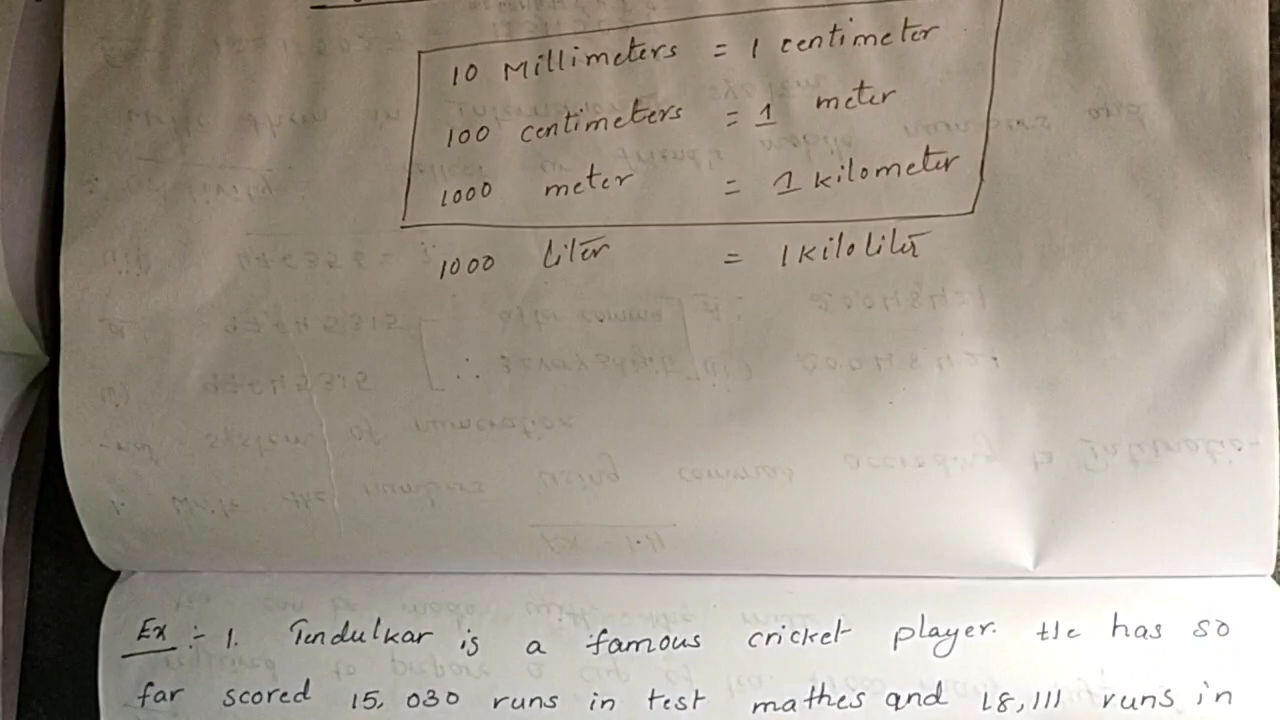 10 Millimeters = 1 centimeter
100 centimeters = 1 meter
1000 meter = 1 kilometer
1000 liter = 1 kilo liter
Ex :- 1. Tendulkar is a famous cricket player. He has so
far scored 15,030 runs in test mathes and 18,111 runs in